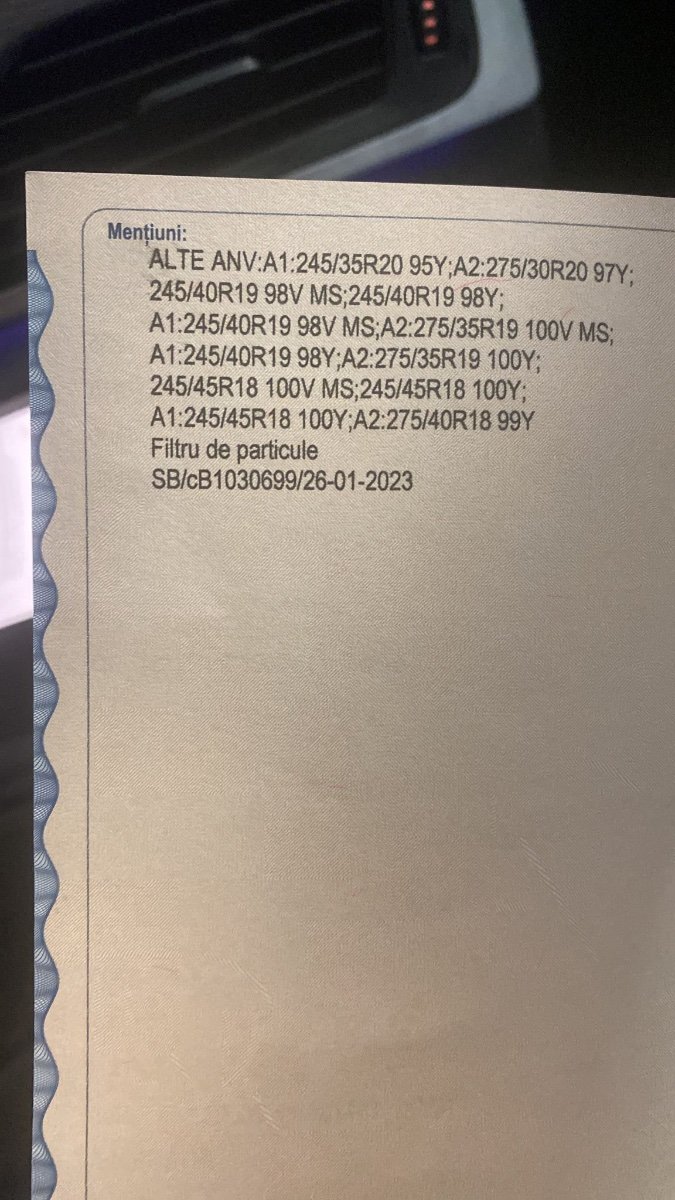 Mențiuni:
ALTE ANV:A1:245/35R20 95Y;A2:275/30R20 97Y;
245/40R19 98V MS;245/40R19 98Y;
A1:245/40R19 98V MS;A2:275/35R19 100V MS;
A1:245/40R19 98Y;A2:275/35R19 100Y;
245/45R18 100V MS;245/45R18 100Y;
A1:245/45R18 100Y;A2:275/40R18 99Y
Filtru de particule
SB/cB1030699/26-01-2023